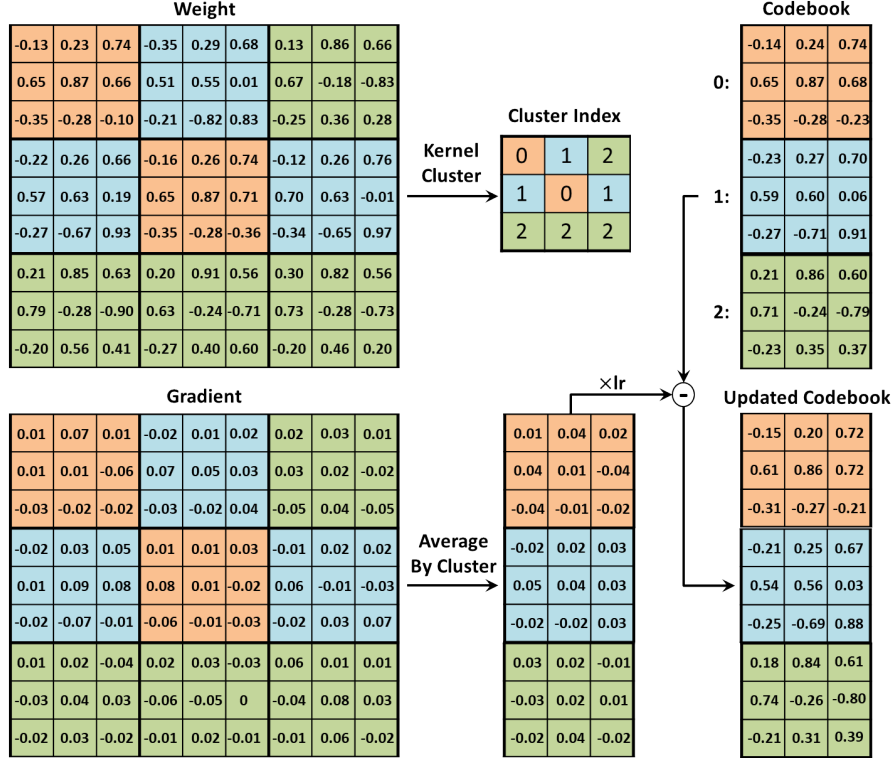 Weight
-0.13 0.23 0.74 -0.35 0.29 0.68 0.13 0.86 0.66
0.65 0.87 0.66 0.51 0.55 0.01 0.67 -0.18 -0.83
-0.35 -0.28 -0.10 -0.21 -0.82 0.83 -0.25 0.36 0.28
-0.22 0.26 0.66 -0.16 0.26 0.74 -0.12 0.26 0.76
0.57 0.63 0.19 0.65 0.87 0.71 0.70 0.63 -0.01
-0.27 -0.67 0.93 -0.35 -0.28 -0.36 -0.34 -0.65 0.97
0.21 0.85 0.63 0.20 0.91 0.56 0.30 0.82 0.56
0.79 -0.28 -0.90 0.63 -0.24 -0.71 0.73 -0.28 -0.73
-0.20 0.56 0.41 -0.27 0.40 0.60 -0.20 0.46 0.20
Kernel
Cluster
Cluster Index
0 1 2
1 0 1
2 2 2
Codebook
0:
-0.14 0.24 0.74
0.65 0.87 0.68
-0.35 -0.28 -0.23
1:
-0.23 0.27 0.70
0.59 0.60 0.06
-0.27 -0.71 0.91
2:
0.21 0.86 0.60
0.71 -0.24 -0.79
-0.23 0.35 0.37
Gradient
0.01 0.07 0.01 -0.02 0.01 0.02 0.02 0.03 0.01
0.01 0.01 -0.06 0.07 0.05 0.03 0.03 0.02 -0.02
-0.03 -0.02 -0.02 -0.03 -0.02 0.04 -0.05 0.04 -0.05
-0.02 0.03 0.05 0.01 0.01 0.03 -0.01 0.02 0.02
0.01 0.09 0.08 0.08 0.01 -0.02 0.06 -0.01 -0.03
-0.02 -0.07 -0.01 -0.06 -0.01 -0.03 -0.02 0.03 0.07
0.01 0.02 -0.04 0.02 0.03 -0.03 0.06 0.01 0.01
-0.03 0.04 0.03 -0.06 -0.05 0 -0.04 0.08 0.03
-0.02 0.03 -0.02 -0.01 0.02 -0.01 -0.01 0.06 -0.02
Average
By Cluster
0.01 0.04 0.02
0.04 0.01 -0.04
-0.04 -0.01 -0.02
-0.02 0.02 0.03
0.05 0.04 0.03
-0.02 -0.02 0.03
0.03 0.02 -0.01
-0.03 0.02 0.01
-0.02 0.04 -0.02
×lr
-
Updated Codebook
-0.15 0.20 0.72
0.61 0.86 0.72
-0.31 -0.27 -0.21
-0.21 0.25 0.67
0.54 0.56 0.03
-0.25 -0.69 0.88
0.18 0.84 0.61
0.74 -0.26 -0.80
-0.21 0.31 0.39